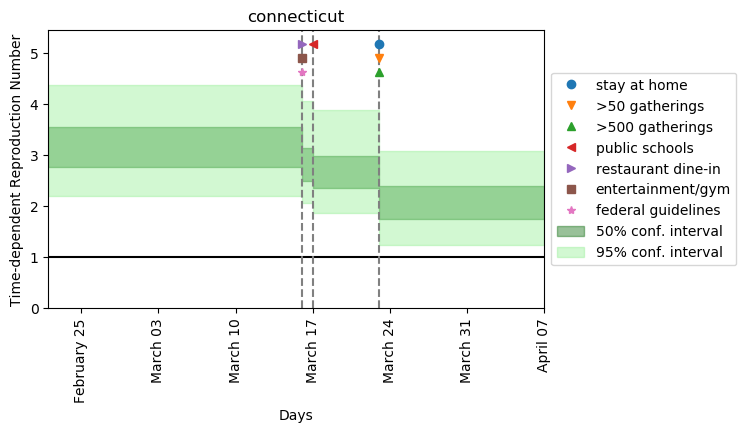 connecticut
Time-dependent Reproduction Number
5
4
3
2
1
0
February 25
March 03
March 10
March 17
March 24
March 31
April 07
Days
stay at home
>50 gatherings
>500 gatherings
public schools
restaurant dine-in
entertainment/gym
federal guidelines
50% conf. interval
95% conf. interval